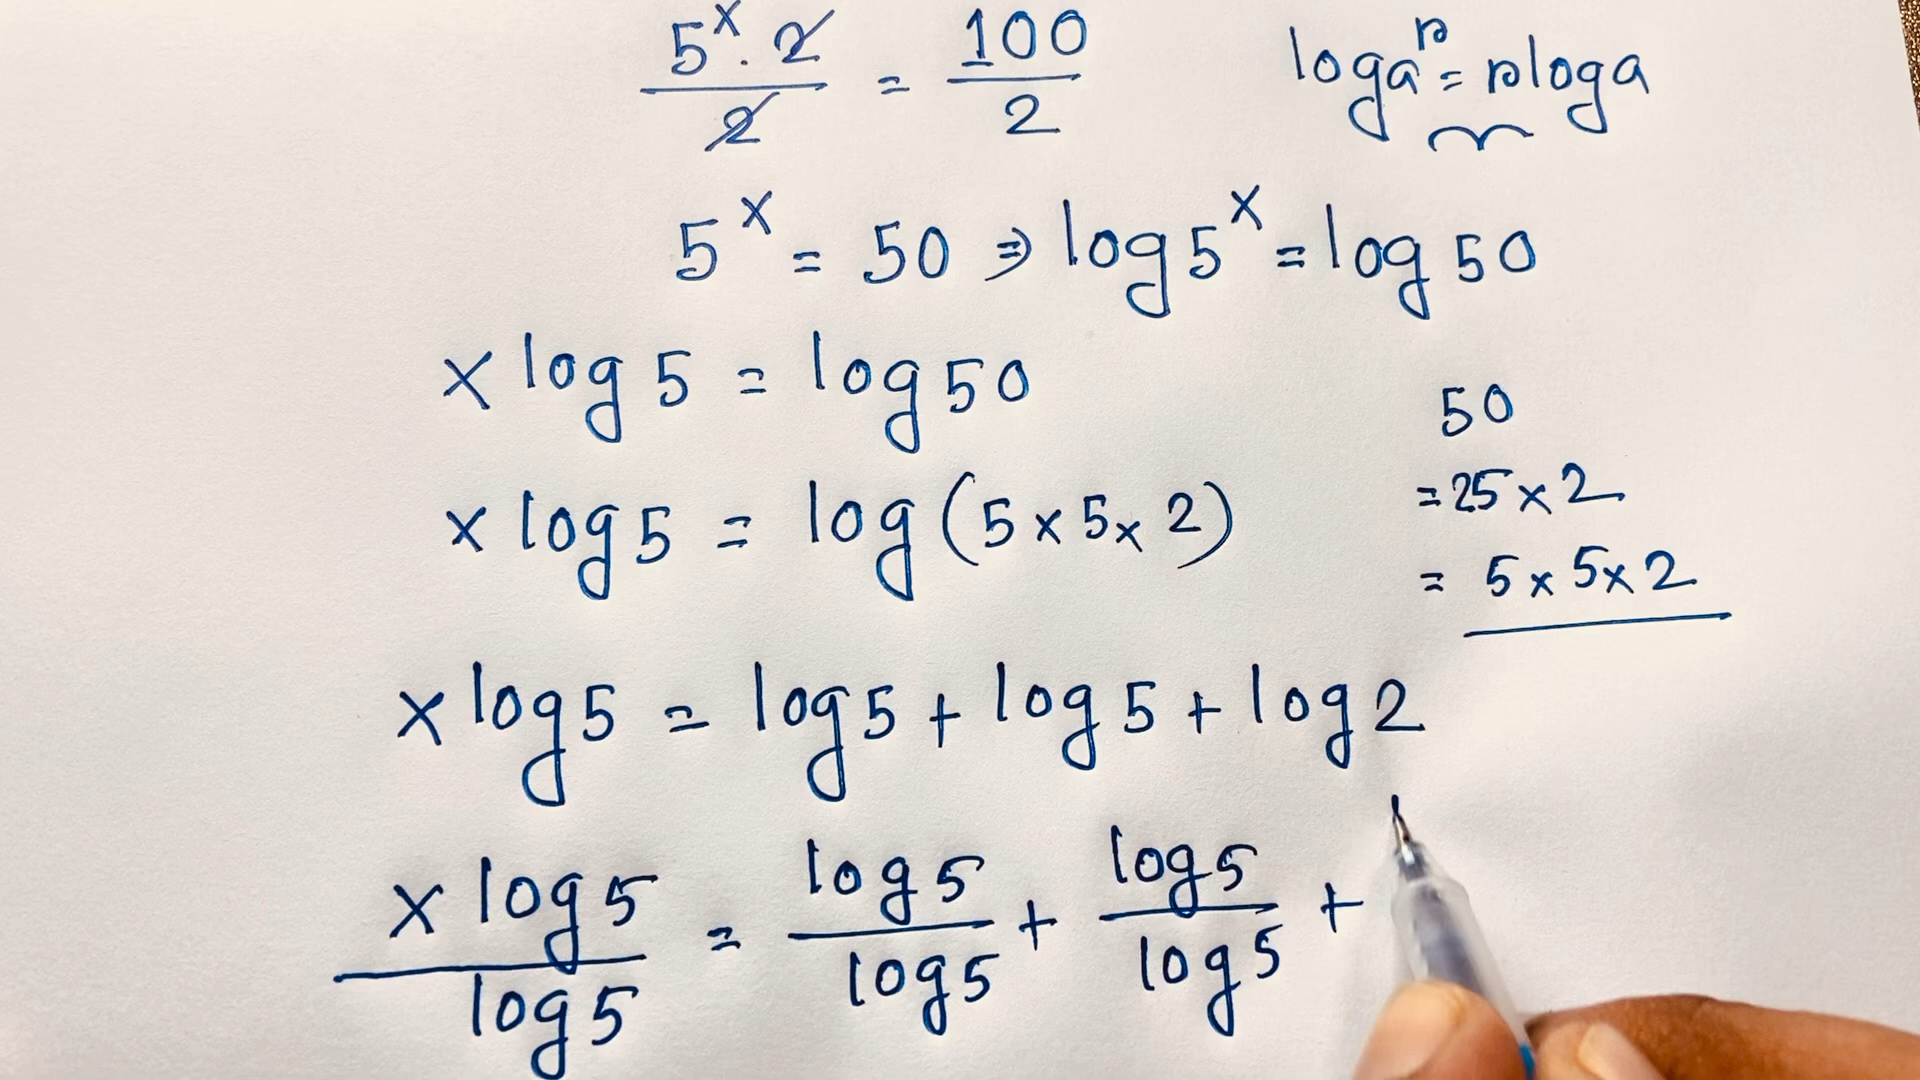 5^x . 2 / 2 = 100 / 2
log a^n = n log a
5^x = 50 ⇒ log 5^x = log 50
x log 5 = log 50
50
x log 5 = log (5 × 5 × 2)
= 25 × 2
= 5 × 5 × 2
x log 5 = log 5 + log 5 + log 2
x log 5 / log 5 = log 5 / log 5 + log 5 / log 5 +